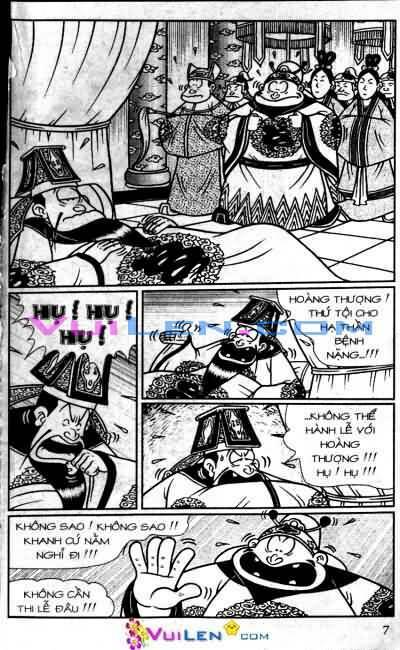 HỤ! HỤ!
HỤ!
HOÀNG THƯỢNG!
THỨ TỘI CHO
HẠ THẦN
BỆNH
NẶNG..!!!
..KHÔNG THỂ
HÀNH LỄ VỚI
HOÀNG
THƯỢNG !!!
HỤ! HỤ!!!
KHÔNG SAO! KHÔNG SAO!!
KHANH CỨ NẰM
NGHỈ ĐI!!!
KHÔNG CẦN
THI LỄ ĐÂU!!!
7
VuiLen.com
VuiLen.com